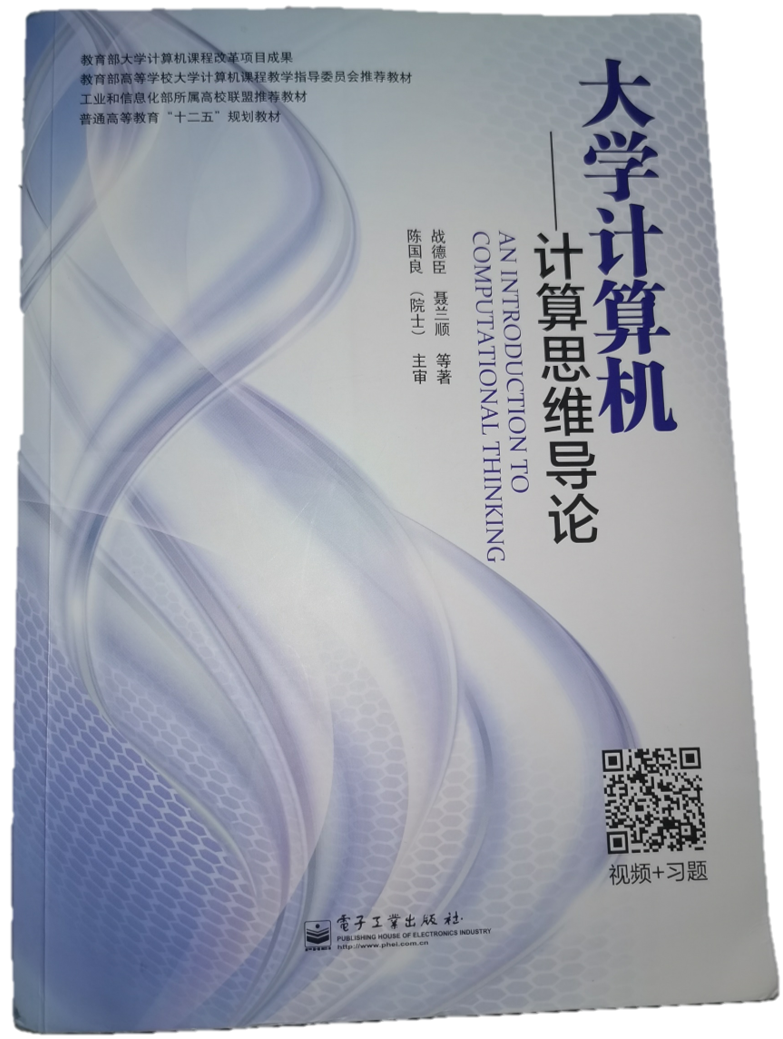 教育部大学计算机课程改革项目成果
教育部高等学校大学计算机课程教学指导委员会推荐教材
工业和信息化部所属高校联盟推荐教材
普通高等教育“十二五”规划教材
大学计算机
——计算思维导论
AN INTRODUCTION TO
COMPUTATIONAL THINKING
战德臣 聂兰顺 等著
陈国良（院士） 主审
视频+习题
電子工業出版社.
PUBLISHING HOUSE OF ELECTRONICS INDUSTRY
http://www.phei.com.cn
PHEI